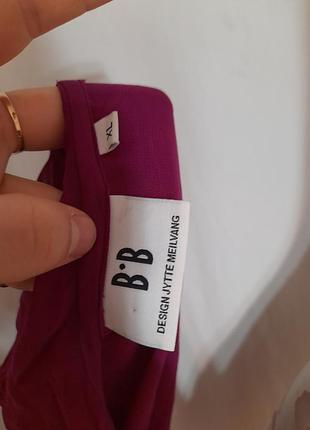 XL
B·B
DESIGN JYTTE MEILVANG